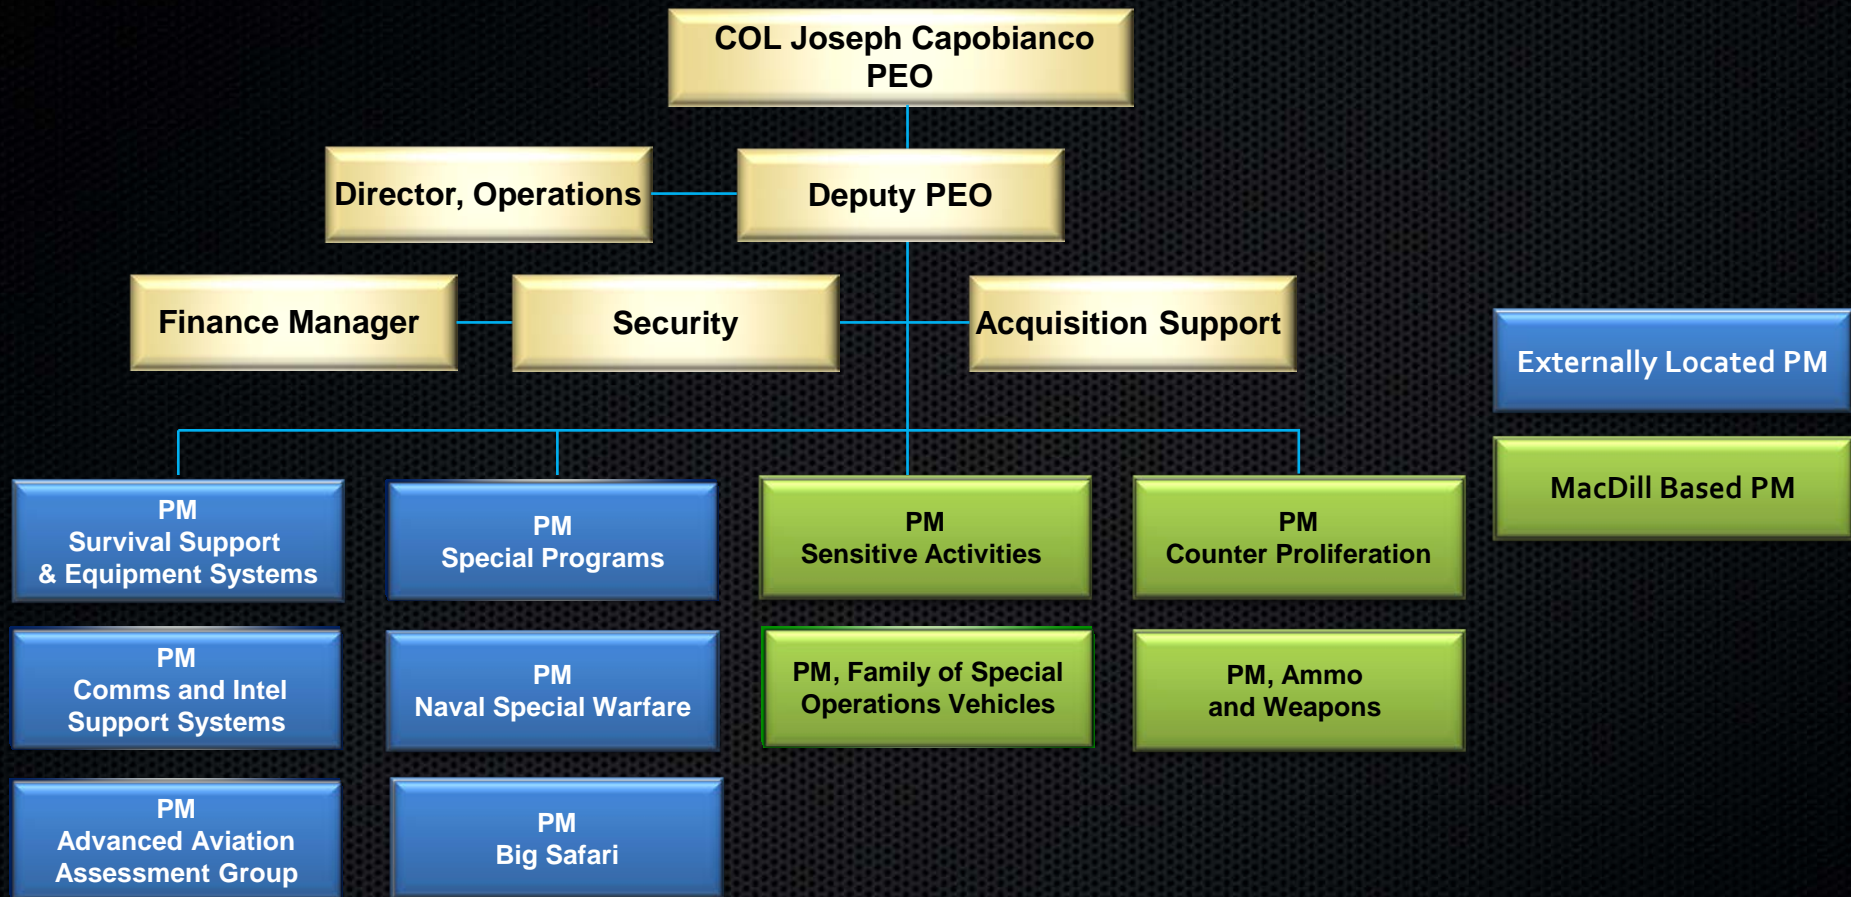 COL Joseph Capobianco
PEO
Director, Operations
Deputy PEO
Finance Manager
Security
Acquisition Support
Externally Located PM
MacDill Based PM
PM
Survival Support
& Equipment Systems
PM
Special Programs
PM
Sensitive Activities
PM
Counter Proliferation
PM
Comms and Intel
Support Systems
PM
Naval Special Warfare
PM, Family of Special
Operations Vehicles
PM, Ammo
and Weapons
PM
Advanced Aviation
Assessment Group
PM
Big Safari